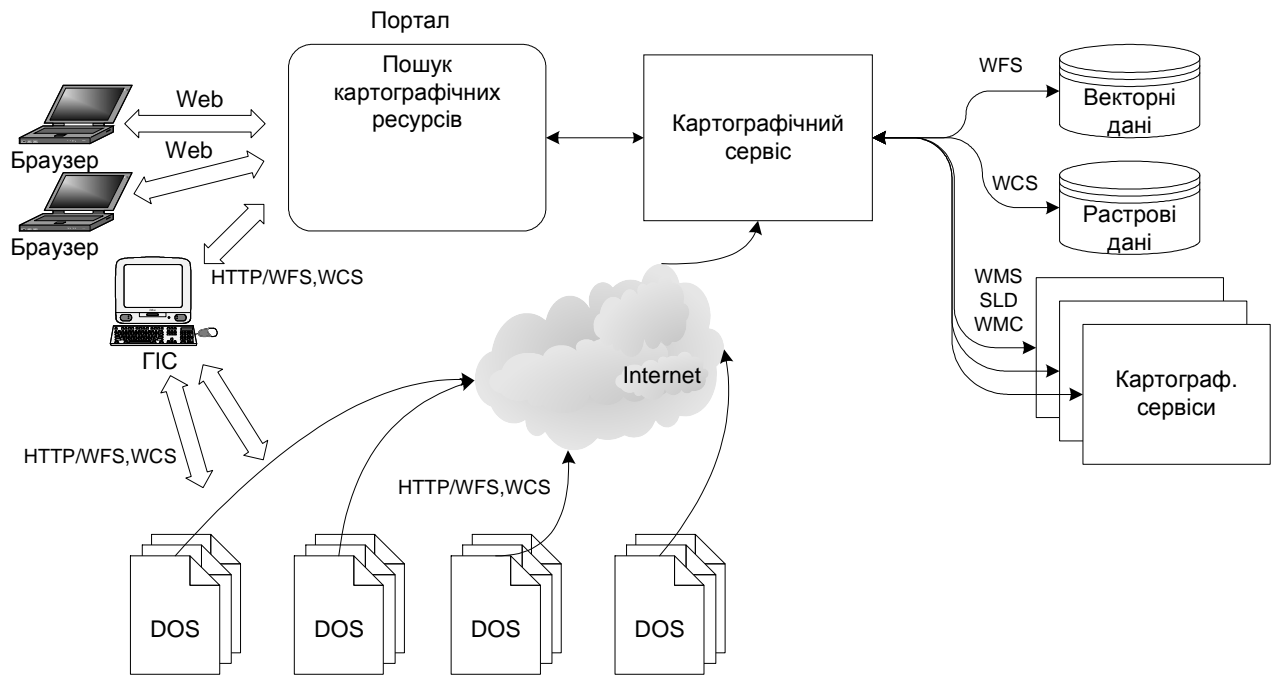 Портал
Пошук
картографічних
ресурсів
Web
Браузер
Web
Браузер
HTTP/WFS,WCS
ГІС
HTTP/WFS,WCS
Картографічний
сервіс
WFS
Векторні
дані
WCS
Растрові
дані
WMS
SLD
WMC
Картограф.
сервіси
Internet
HTTP/WFS,WCS
DOS
DOS
DOS
DOS